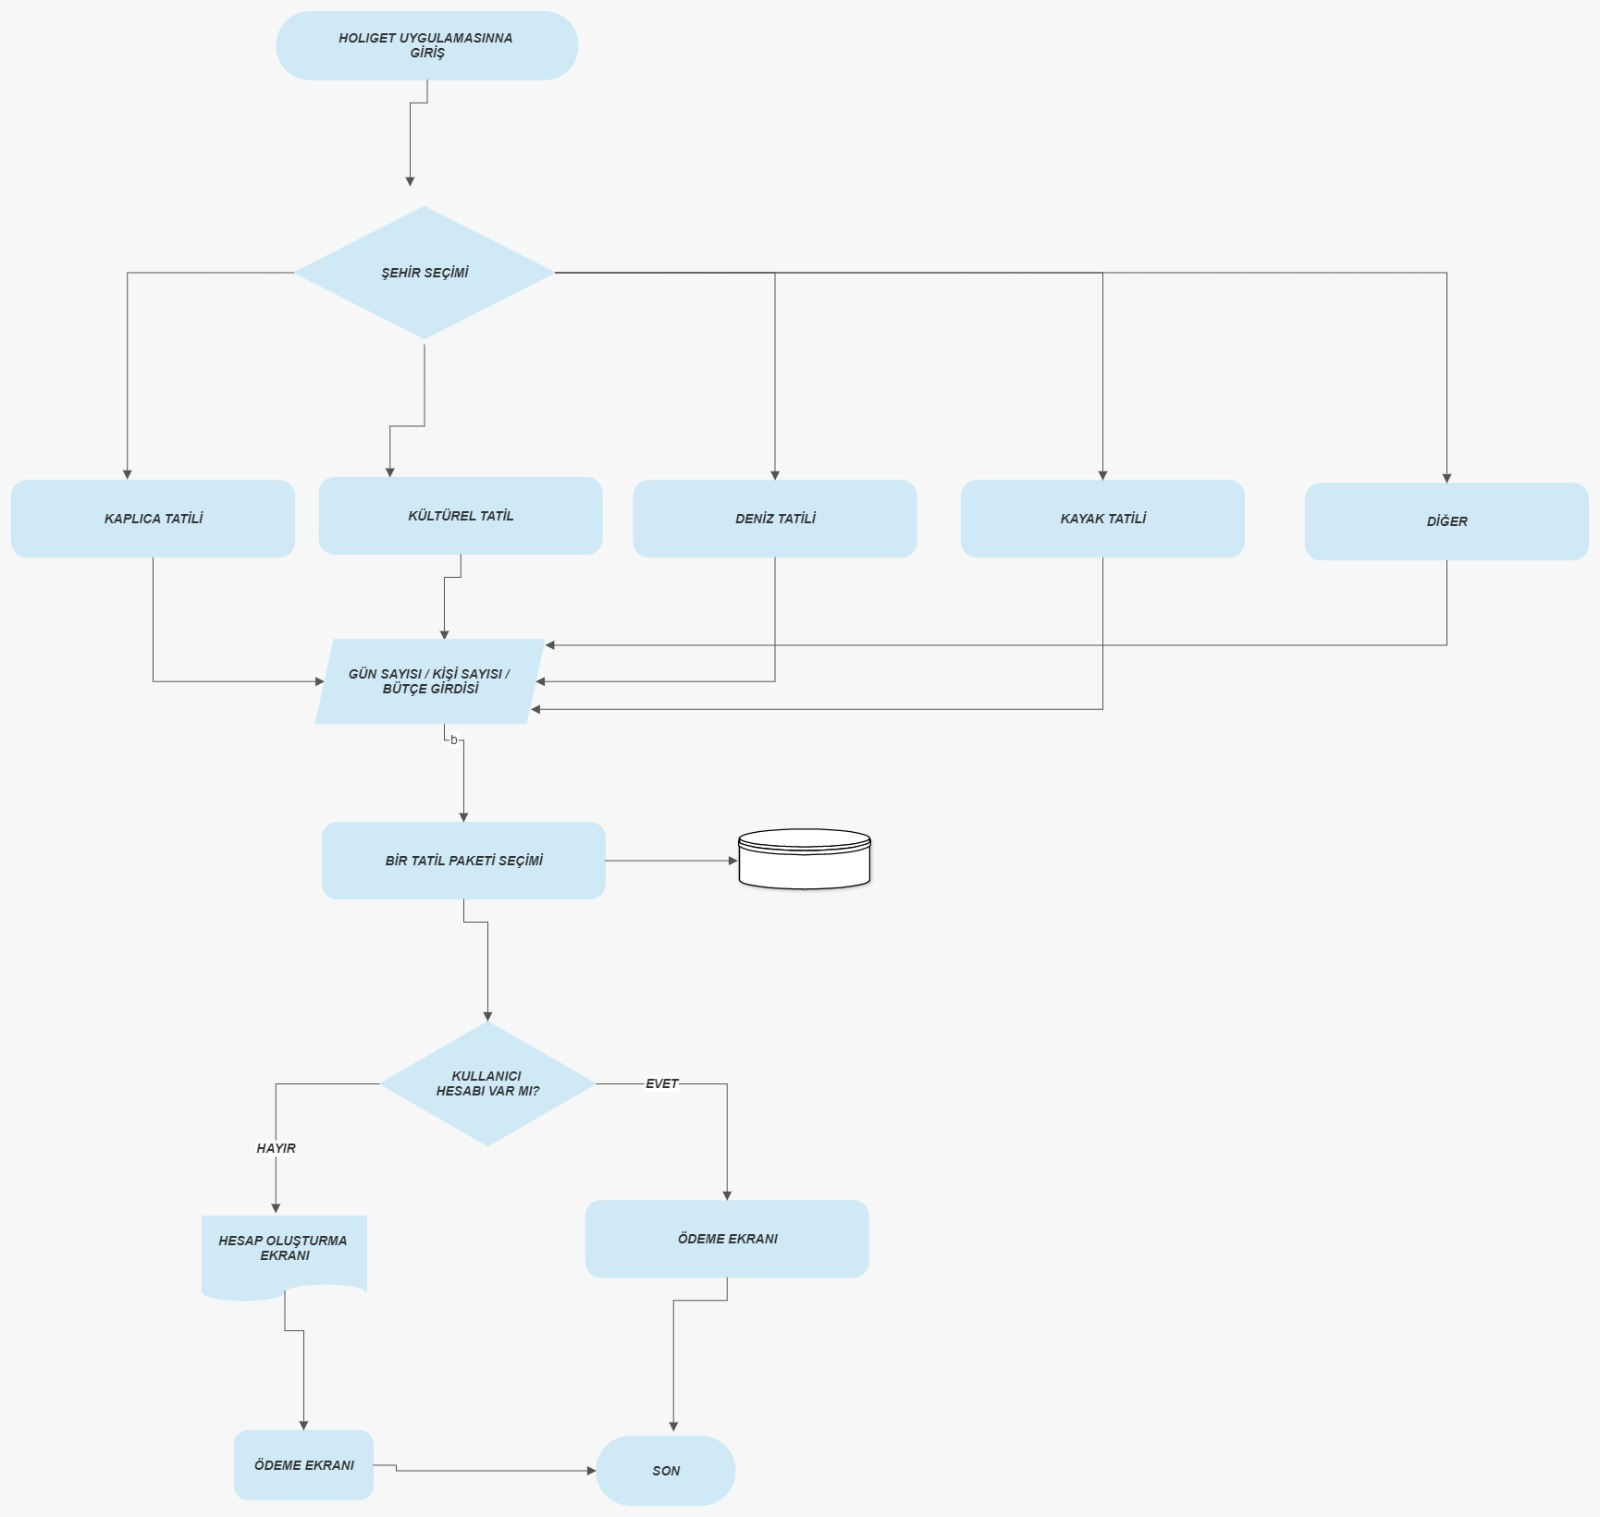 HOLIGET UYGULAMASINNA
GİRİŞ
ŞEHİR SEÇİMİ
KAPLICA TATİLİ
KÜLTÜREL TATİL
DENİZ TATİLİ
KAYAK TATİLİ
DİĞER
GÜN SAYISI / KİŞİ SAYISI /
BÜTÇE GİRDİSİ
b
BİR TATİL PAKETİ SEÇİMİ
KULLANICI
HESABI VAR MI?
EVET
HAYIR
HESAP OLUŞTURMA
EKRANI
ÖDEME EKRANI
ÖDEME EKRANI
SON